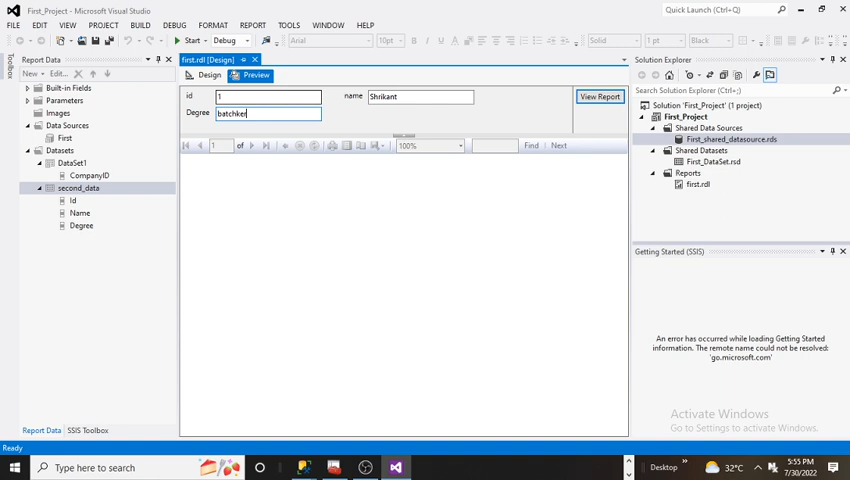 First_Project - Microsoft Visual Studio
Quick Launch (Ctrl+Q)
FILE EDIT VIEW PROJECT BUILD DEBUG FORMAT REPORT TOOLS WINDOW HELP
Start Debug Arial 10pt Solid 1 pt Black
Toolbox
Report Data
New Edit...
Built-in Fields
Parameters
Images
Data Sources
First
Datasets
DataSet1
CompanyID
second_data
Id
Name
Degree
Report Data SSIS Toolbox
first.rdl [Design]
Design Preview
id 1 name Shrikant View Report
Degree batchker
1 of 100% Find Next
Solution Explorer
Search Solution Explorer (Ctrl+;)
Solution 'First_Project' (1 project)
First_Project
Shared Data Sources
First_shared_datasource.rds
Shared Datasets
First_DataSet.rsd
Reports
first.rdl
Getting Started (SSIS)
An error has occurred while loading Getting Started
information. The remote name could not be resolved:
'go.microsoft.com'
Activate Windows
Go to Settings to activate Windows.
Ready
Type here to search
Desktop 32°C 5:55 PM
7/30/2022